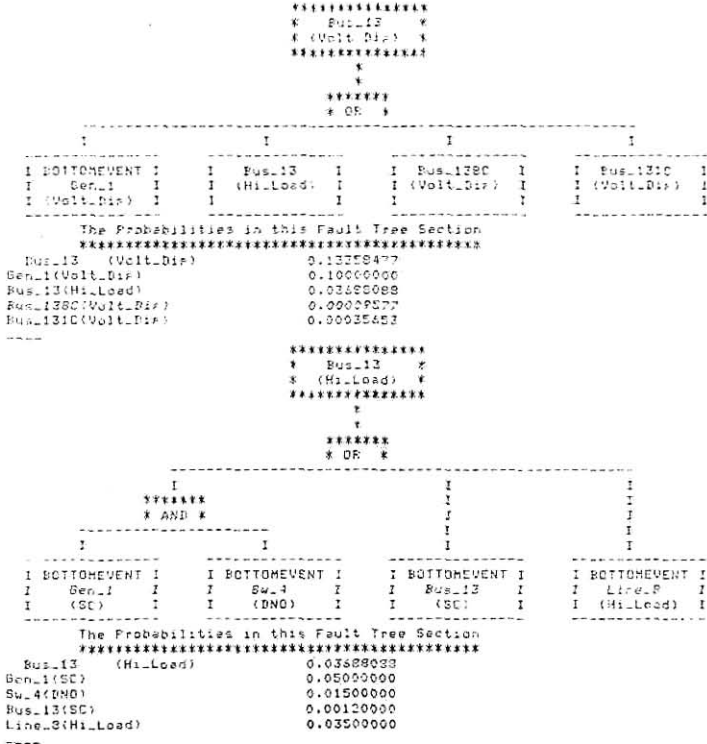 ***************
* Bus_13 *
* (Volt_Dip) *
***************
*
*
*******
* OR *
I I I I
I BOTTOMEVENT I I Bus_13 I I Bus_138C I I Bus_131C I
I Gen_1 I I (Hi_Load) I I (Volt_Dip) I I (Volt_Dip) I
I (Volt_Dip) I I I I I I I
The Probabilities in this Fault Tree Section
********************************************
Bus_13 (Volt_Dip) 0.13358477
Gen_1(Volt_Dip) 0.10000000
Bus_13(Hi_Load) 0.03688088
Bus_138C(Volt_Dip) 0.00009577
Bus_131C(Volt_Dip) 0.00035653
----
***************
* Bus_13 *
* (Hi_Load) *
***************
*
*
*******
* OR *
I I I
******* I I
* AND * I I
I I
I I I I
I BOTTOMEVENT I I BOTTOMEVENT I I BOTTOMEVENT I I BOTTOMEVENT I
I Gen_1 I I Sw_4 I I Bus_13 I I Line_8 I
I (SC) I I (DNO) I I (SC) I I (Hi_Load) I
The Probabilities in this Fault Tree Section
********************************************
Bus_13 (Hi_Load) 0.03688088
Gen_1(SC) 0.05000000
Sw_4(DNO) 0.01500000
Bus_13(SC) 0.00120000
Line_8(Hi_Load) 0.03500000
----